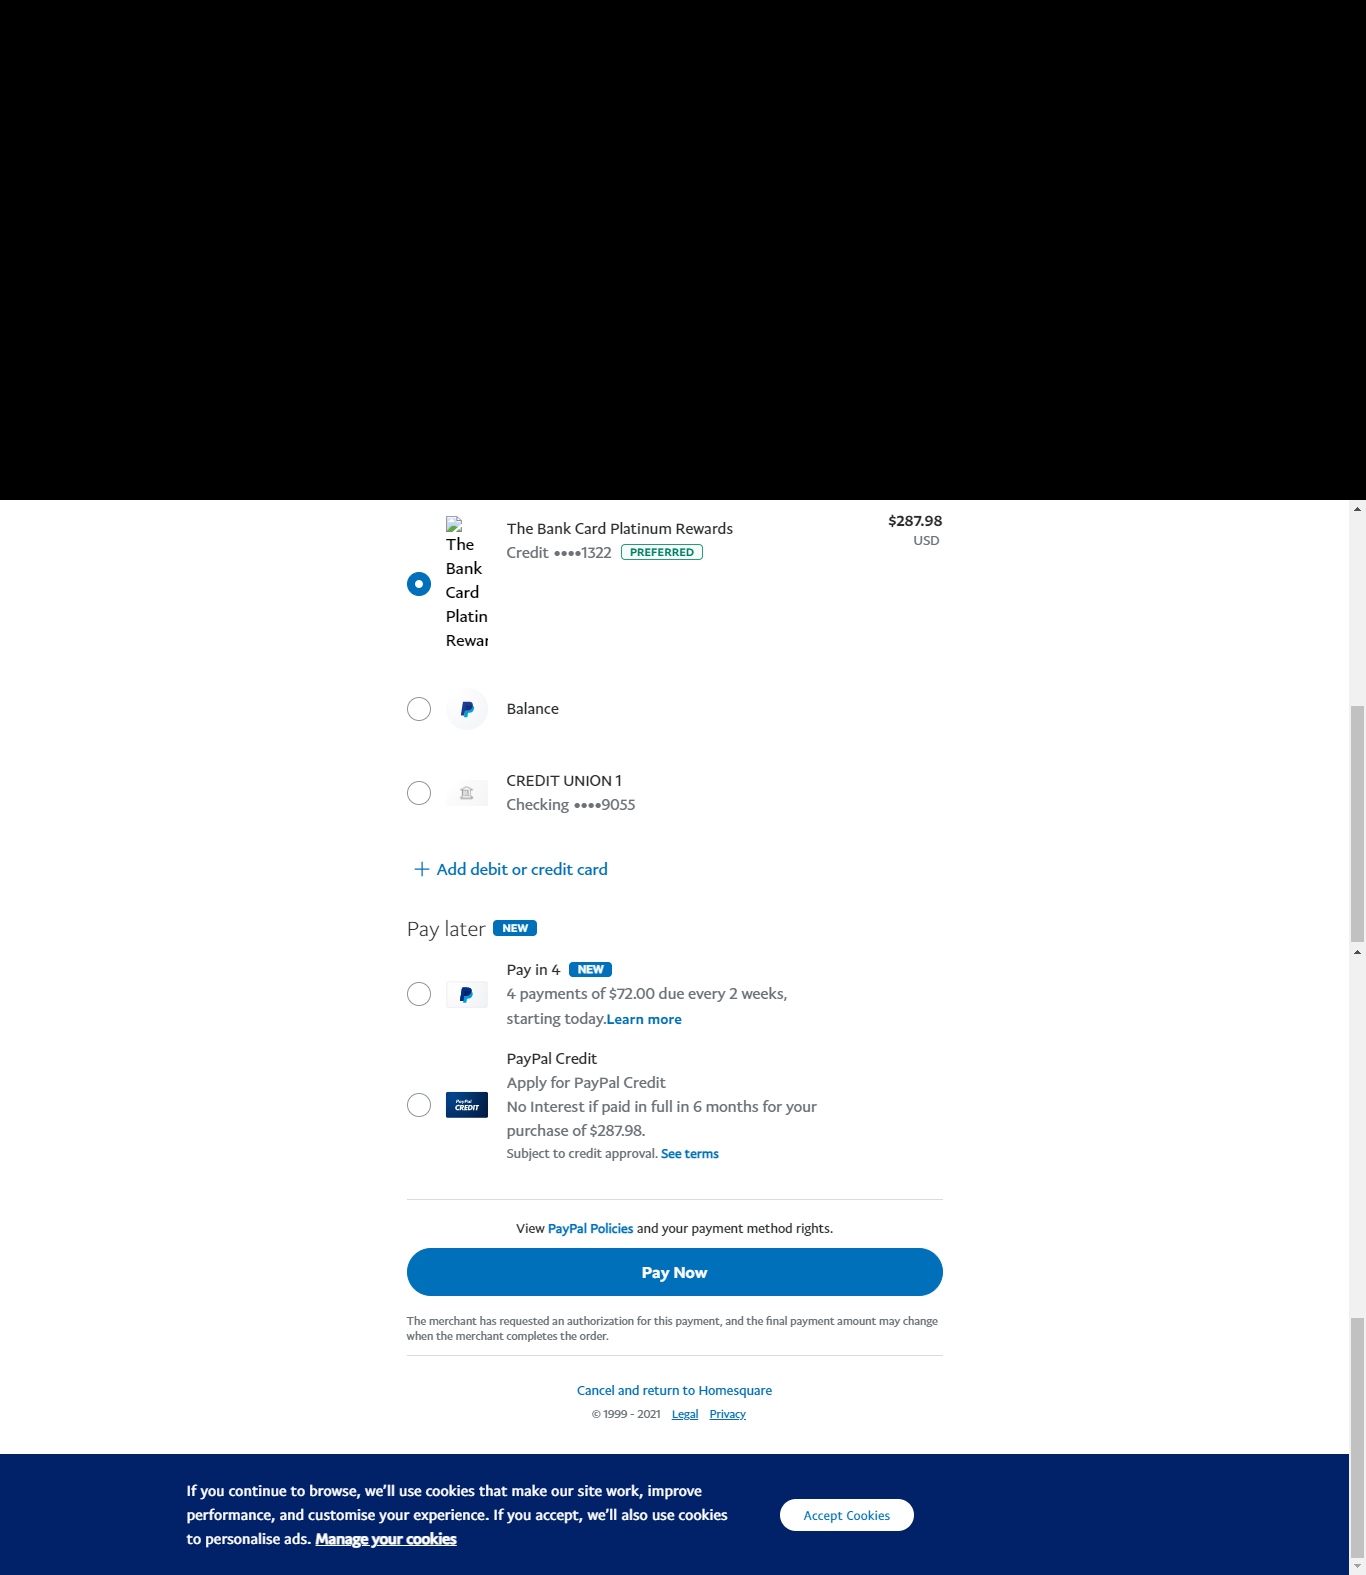 The Bank Card Platin Rewar
The Bank Card Platinum Rewards
$287.98
Credit ••••1322 PREFERRED
USD
Balance
CREDIT UNION 1
Checking ••••9055
+ Add debit or credit card
Pay later NEW
Pay in 4 NEW
4 payments of $72.00 due every 2 weeks,
starting today.Learn more
PayPal Credit
PayPal CREDIT
Apply for PayPal Credit
No Interest if paid in full in 6 months for your
purchase of $287.98.
Subject to credit approval. See terms
View PayPal Policies and your payment method rights.
Pay Now
The merchant has requested an authorization for this payment, and the final payment amount may change
when the merchant completes the order.
Cancel and return to Homesquare
© 1999 - 2021 Legal Privacy
If you continue to browse, we’ll use cookies that make our site work, improve
performance, and customise your experience. If you accept, we’ll also use cookies
to personalise ads. Manage your cookies
Accept Cookies